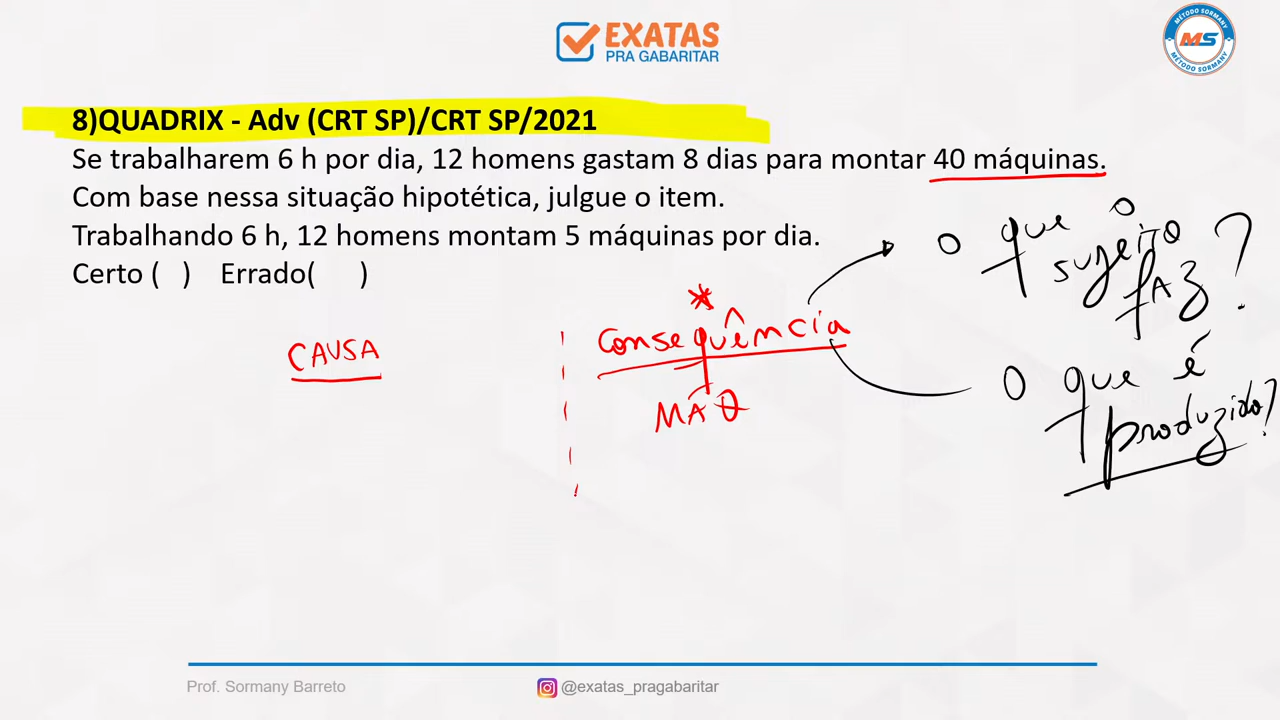 EXATAS
PRA GABARITAR
MÉTODO SORMANY
MS
MÉTODO SORMANY
8)QUADRIX - Adv (CRT SP)/CRT SP/2021
Se trabalharem 6 h por dia, 12 homens gastam 8 dias para montar 40 máquinas.
Com base nessa situação hipotética, julgue o item.
Trabalhando 6 h, 12 homens montam 5 máquinas por dia.
Certo ( ) Errado( )
O que o
sujeito
faz ?
CAUSA
Consequência
MÁQ
O que é
produzido?
Prof. Sormany Barreto
@exatas_pragabaritar